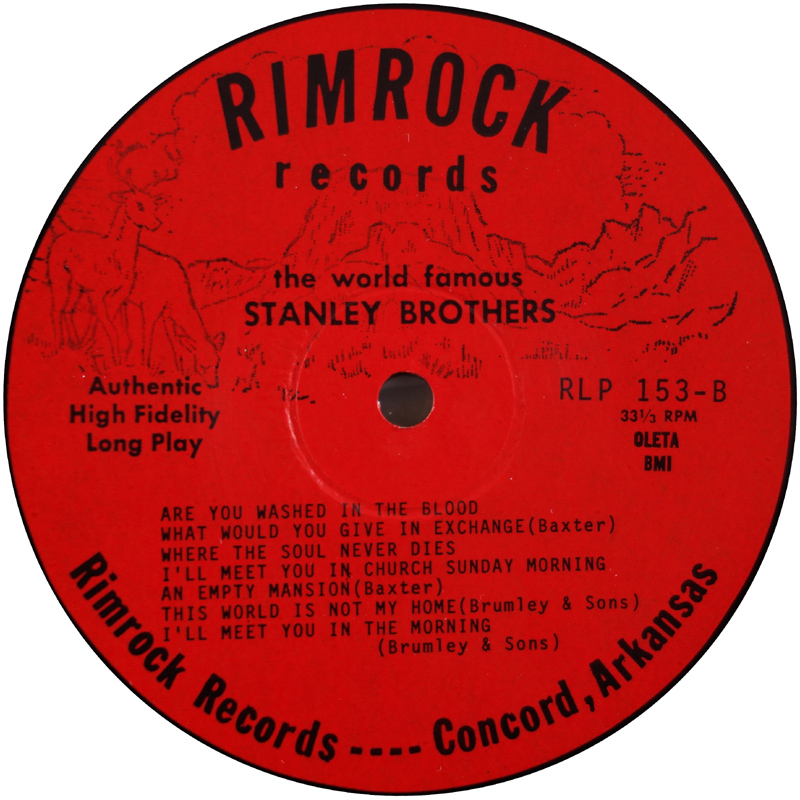 RIMROCK
records
the world famous
STANLEY BROTHERS
Authentic
High Fidelity
Long Play
RLP 153-B
33⅓ RPM
OLETA
BMI
ARE YOU WASHED IN THE BLOOD
WHAT WOULD YOU GIVE IN EXCHANGE(Baxter)
WHERE THE SOUL NEVER DIES
I'LL MEET YOU IN CHURCH SUNDAY MORNING
AN EMPTY MANSION(Baxter)
THIS WORLD IS NOT MY HOME(Brumley & Sons)
I'LL MEET YOU IN THE MORNING
(Brumley & Sons)
Rimrock Records ---- Concord, Arkansas